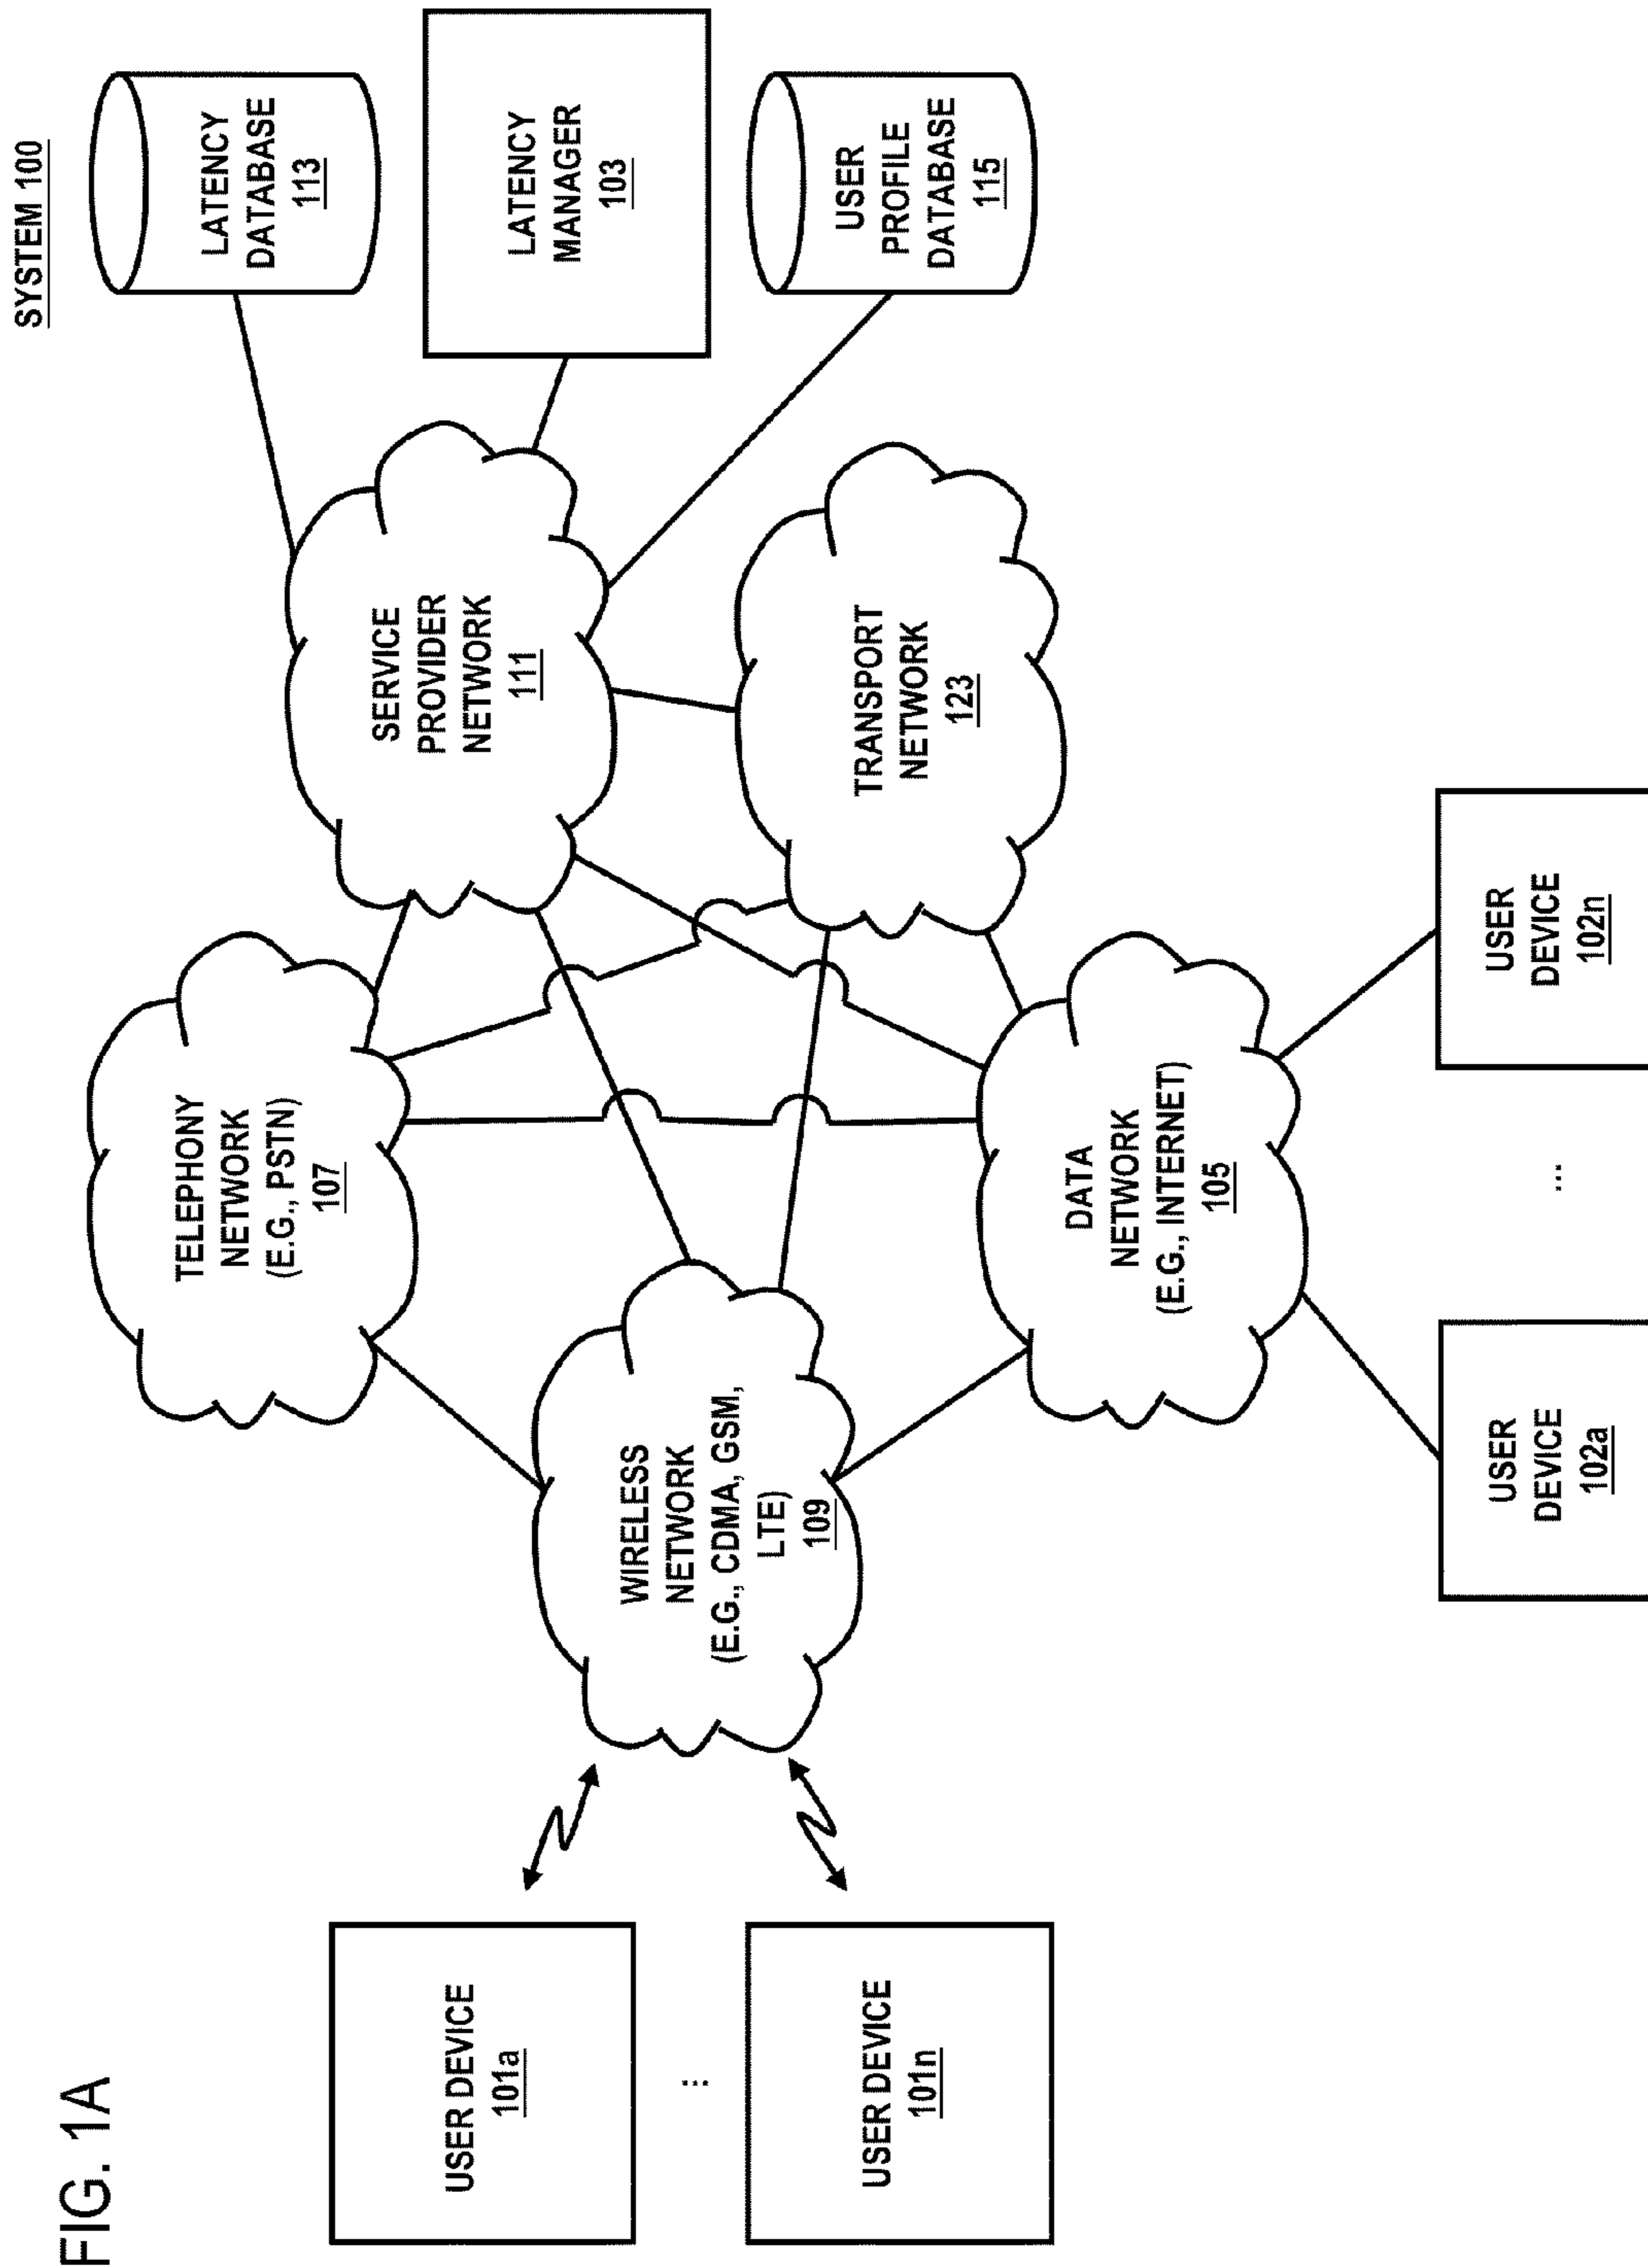 FIG. 1A
SYSTEM 100
USER DEVICE
101a
...
USER DEVICE
101n
WIRELESS
NETWORK
(E.G., CDMA, GSM,
LTE)
109
TELEPHONY
NETWORK
(E.G., PSTN)
107
DATA
NETWORK
(E.G., INTERNET)
105
SERVICE
PROVIDER
NETWORK
111
TRANSPORT
NETWORK
123
LATENCY
DATABASE
113
LATENCY
MANAGER
103
USER
PROFILE
DATABASE
115
USER
DEVICE
102a
...
USER
DEVICE
102n